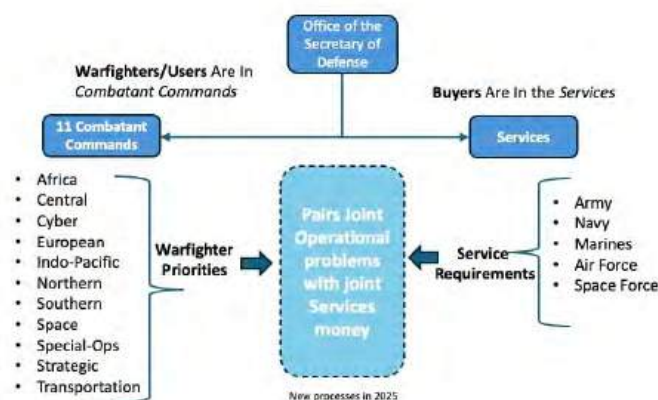 Office of the
Secretary of
Defense
Warfighters/Users Are In
Combatant Commands
Buyers Are In the Services
11 Combatant
Commands
Services
• Africa
• Central
• Cyber
• European
• Indo-Pacific
• Northern
• Southern
• Space
• Special-Ops
• Strategic
• Transportation
Warfighter
Priorities
Pairs Joint
Operational
problems
with joint
Services
money
Service
Requirements
• Army
• Navy
• Marines
• Air Force
• Space Force
New processes in 2025